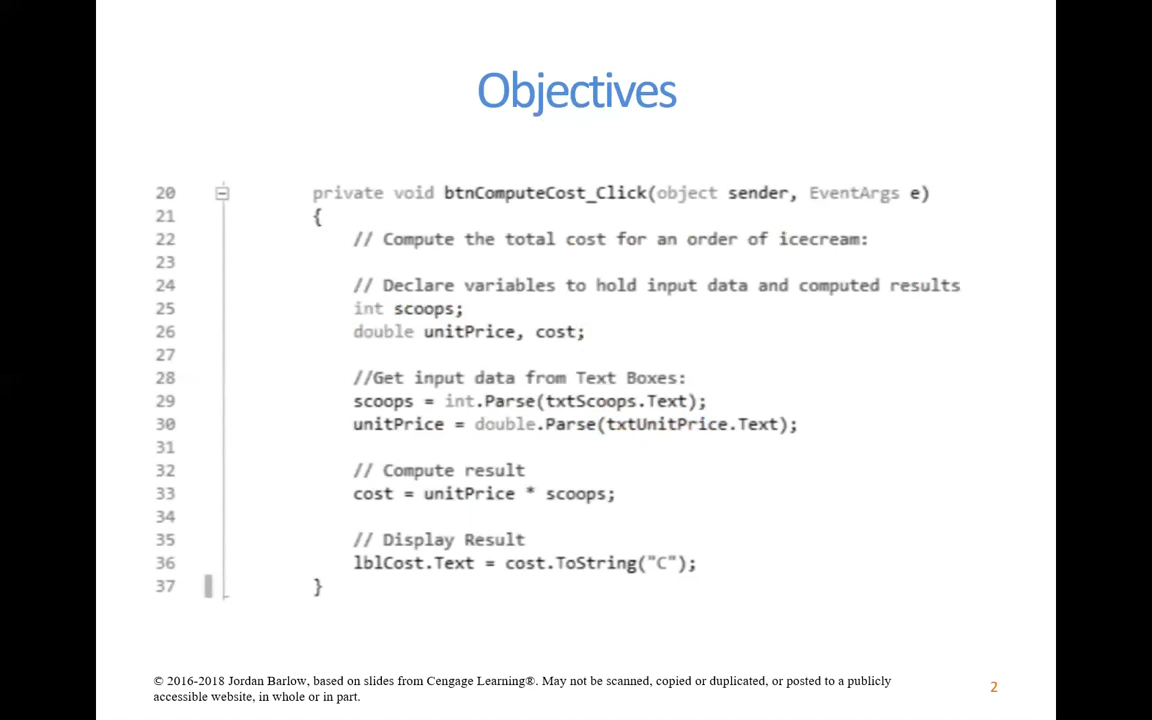 Objectives
20 private void btnComputeCost_Click(object sender, EventArgs e)
21 {
22 // Compute the total cost for an order of icecream:
23
24 // Declare variables to hold input data and computed results
25 int scoops;
26 double unitPrice, cost;
27
28 //Get input data from Text Boxes:
29 scoops = int.Parse(txtScoops.Text);
30 unitPrice = double.Parse(txtUnitPrice.Text);
31
32 // Compute result
33 cost = unitPrice * scoops;
34
35 // Display Result
36 lblCost.Text = cost.ToString("C");
37 }
© 2016-2018 Jordan Barlow, based on slides from Cengage Learning®. May not be scanned, copied or duplicated, or posted to a publicly
accessible website, in whole or in part.
2